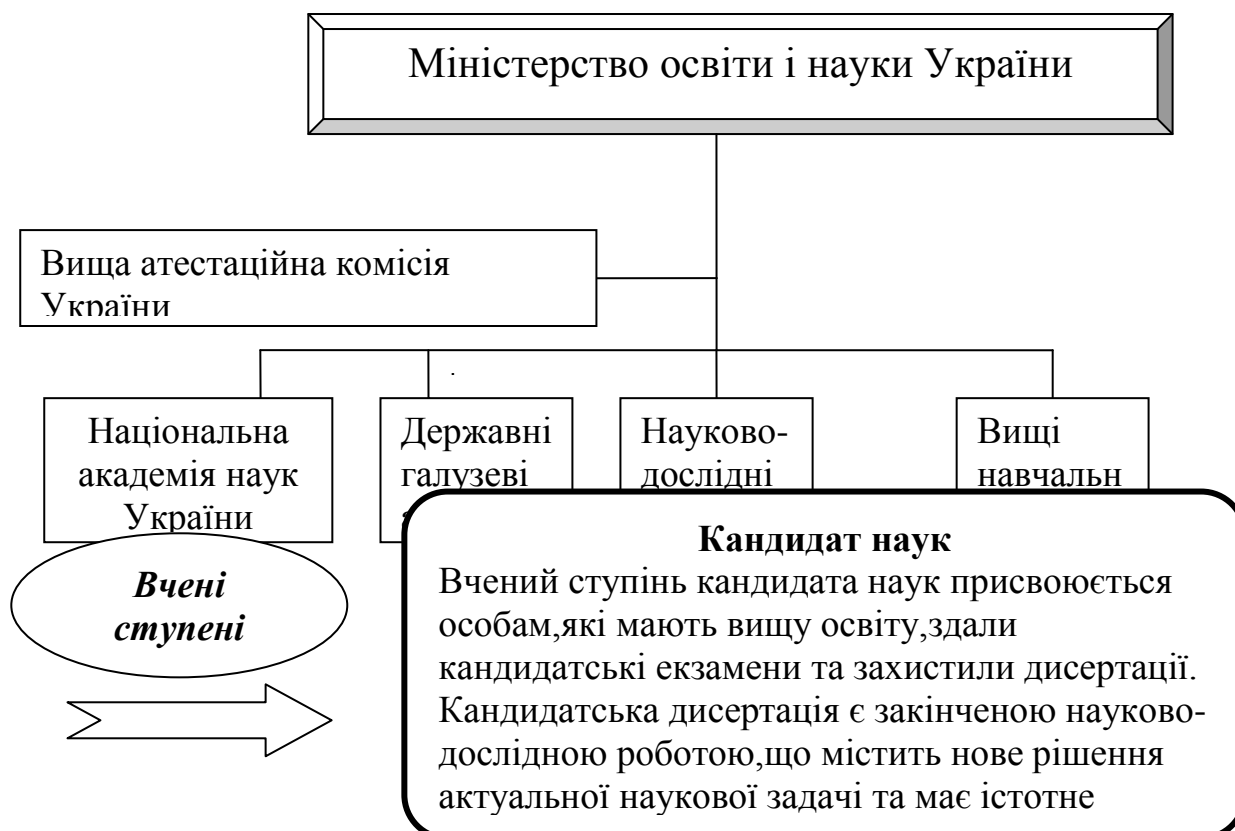 Міністерство освіти і науки України
Вища атестаційна комісія
України
Національна
академія наук
України
Державні
галузеві
Науково-
дослідні
Вищі
навчальн
Вчені
ступені
Кандидат наук
Вчений ступінь кандидата наук присвоюється
особам,які мають вищу освіту,здали
кандидатські екзамени та захистили дисертації.
Кандидатська дисертація є закінченою науково-
дослідною роботою,що містить нове рішення
актуальної наукової задачі та має істотне